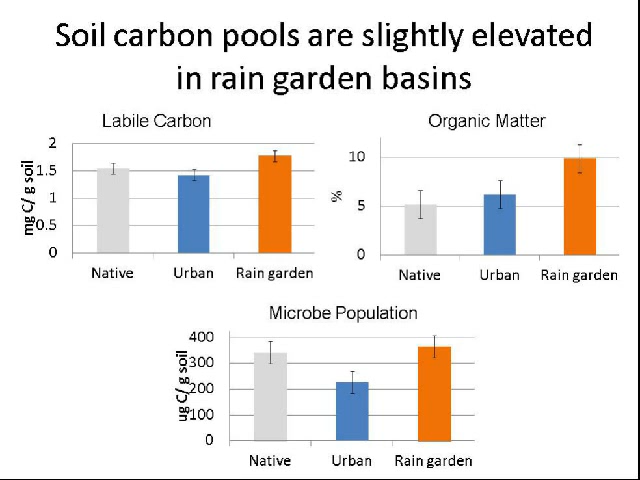 Soil carbon pools are slightly elevated
in rain garden basins
Labile Carbon
mg C/ g soil
2
1.5
1
0.5
0
Native Urban Rain garden
Organic Matter
%
10
5
0
Native Urban Rain garden
Microbe Population
ug C/ g soil
400
300
200
100
0
Native Urban Rain garden